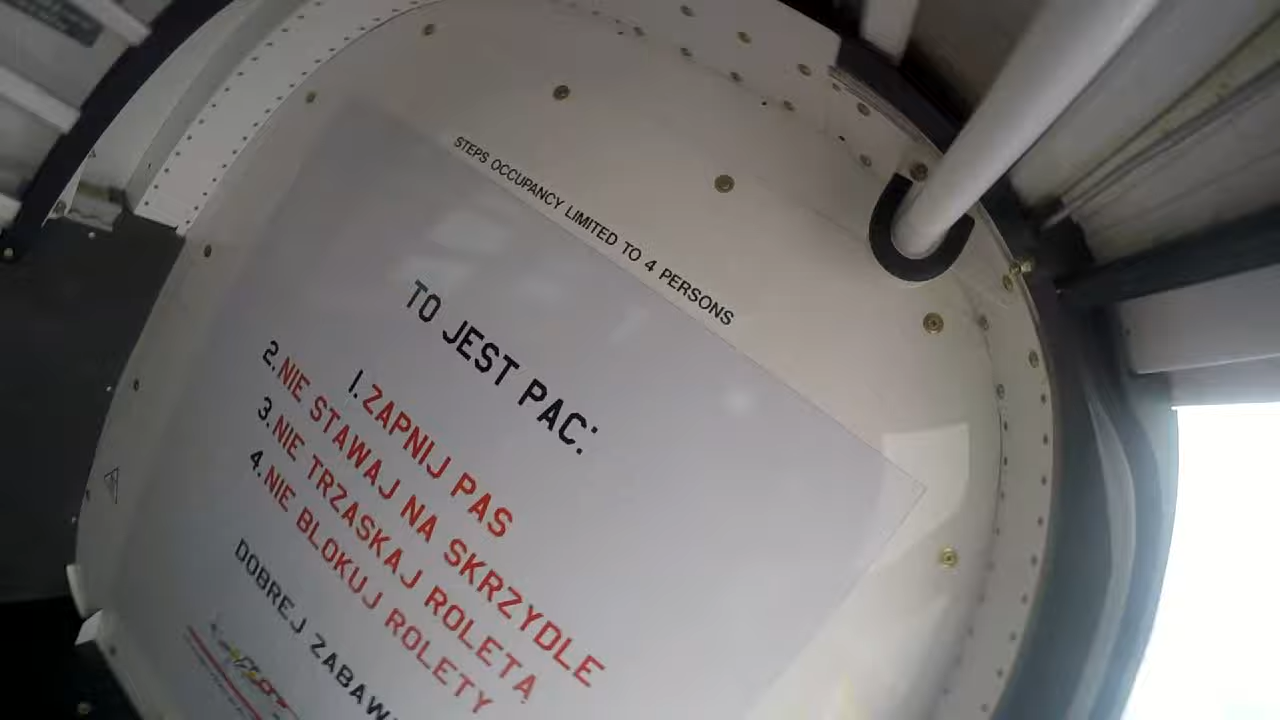 STEPS OCCUPANCY LIMITED TO 4 PERSONS
TO JEST PAC:
1. ZAPNIJ PAS
2. NIE STAWAJ NA SKRZYDLE
3. NIE TRZASKAJ ROLETĄ
4. NIE BLOKUJ ROLETY
DOBREJ